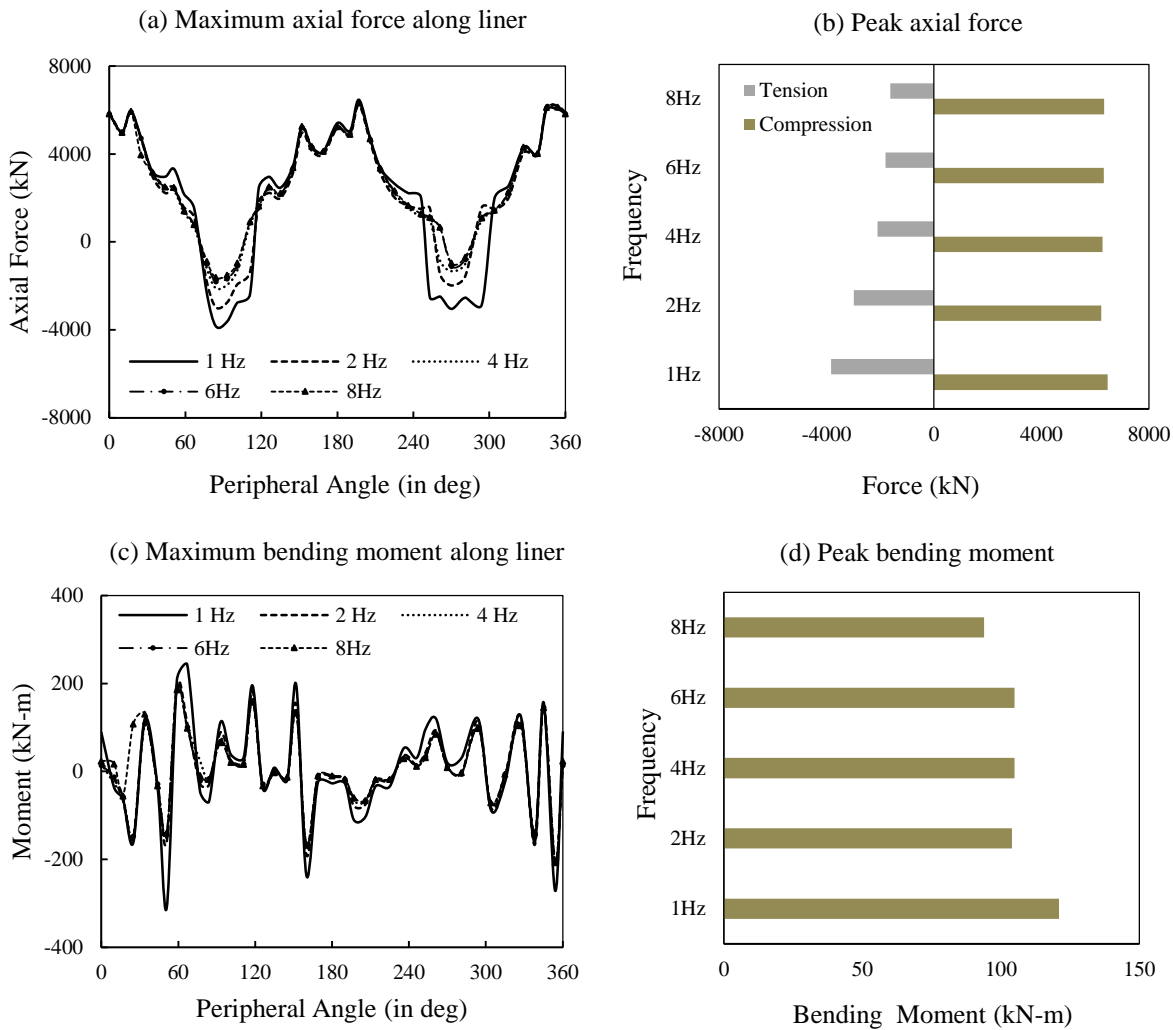 (a) Maximum axial force along liner
8000
4000
0
-4000
-8000
Axial Force (kN)
1 Hz
2 Hz
4 Hz
6Hz
8Hz
0
60
120
180
240
300
360
Peripheral Angle (in deg)
(b) Peak axial force
Tension
Compression
8Hz
6Hz
4Hz
2Hz
1Hz
Frequency
-8000
-4000
0
4000
8000
Force (kN)
(c) Maximum bending moment along liner
400
200
0
-200
-400
Moment (kN-m)
1 Hz
2 Hz
4 Hz
6Hz
8Hz
0
60
120
180
240
300
360
Peripheral Angle (in deg)
(d) Peak bending moment
8Hz
6Hz
4Hz
2Hz
1Hz
Frequency
0
50
100
150
Bending Moment (kN-m)